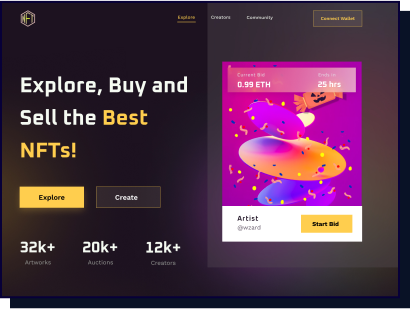 NFT
Explore
Creators
Community
Connect Wallet
Explore, Buy and
Sell the Best
NFTs!
Explore
Create
32k+
Artworks
20k+
Auctions
12k+
Creators
Current Bid
0.99 ETH
Ends in
25 hrs
Artist
@wzard
Start Bid